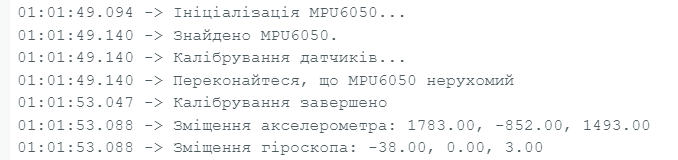 01:01:49.094 -> Ініціалізація MPU6050...
01:01:49.140 -> Знайдено MPU6050.
01:01:49.140 -> Калібрування датчиків...
01:01:49.140 -> Переконайтеся, що MPU6050 нерухомий
01:01:53.047 -> Калібрування завершено
01:01:53.088 -> Зміщення акселерометра: 1783.00, -852.00, 1493.00
01:01:53.088 -> Зміщення гіроскопа: -38.00, 0.00, 3.00